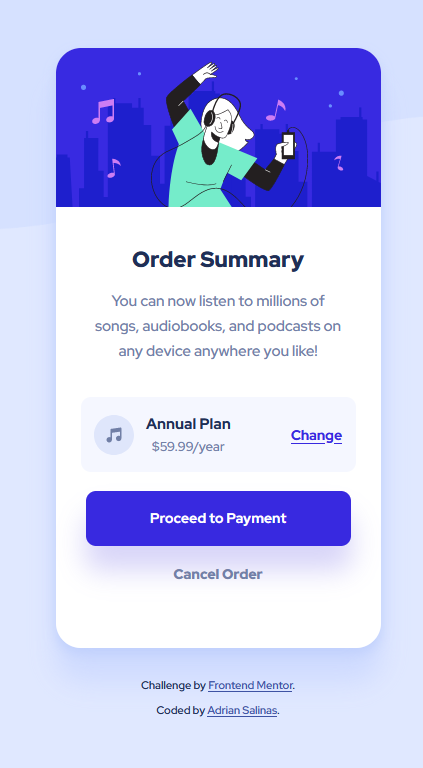 Order Summary
You can now listen to millions of
songs, audiobooks, and podcasts on
any device anywhere you like!
Annual Plan
$59.99/year
Change
Proceed to Payment
Cancel Order
Challenge by Frontend Mentor.
Coded by Adrian Salinas.